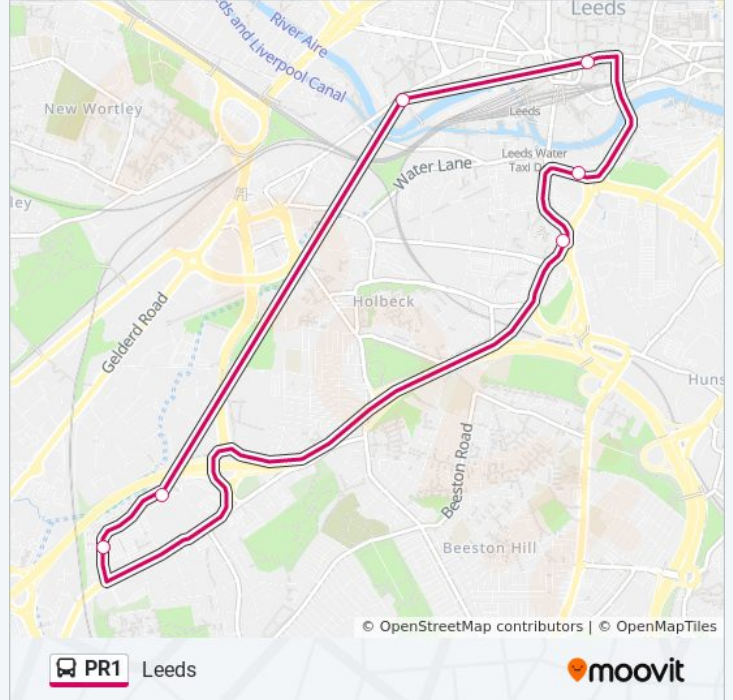 Leeds
River Aire
ds and Liverpool Canal
New Wortley
Leeds
Leeds Water
Taxi D
Water Lane
ley
Holbeck
Gelderd Road
Huns
Beeston Road
Beeston Hill
© OpenStreetMap contributors | © OpenMapTiles
PR1 Leeds
moovit